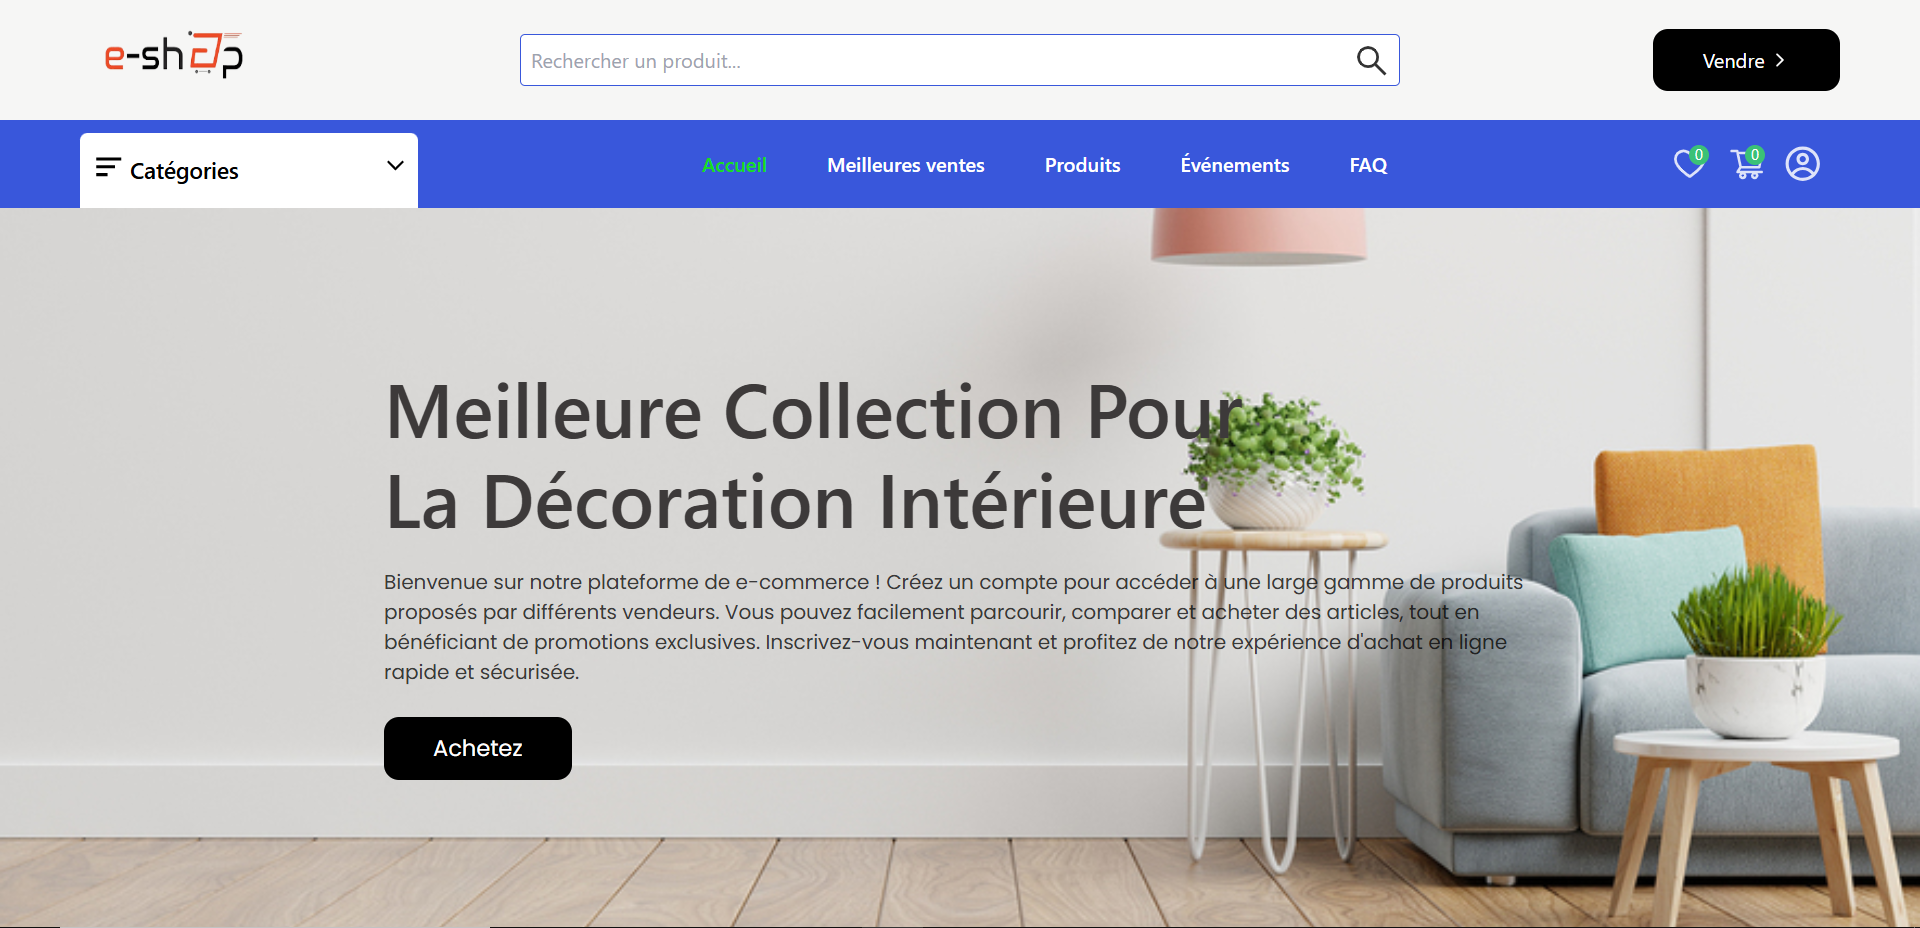 e-shop
Rechercher un produit...
Vendre
Catégories
Accueil
Meilleures ventes
Produits
Événements
FAQ
0
0
Meilleure Collection Pour
La Décoration Intérieure
Bienvenue sur notre plateforme de e-commerce ! Créez un compte pour accéder à une large gamme de produits
proposés par différents vendeurs. Vous pouvez facilement parcourir, comparer et acheter des articles, tout en
bénéficiant de promotions exclusives. Inscrivez-vous maintenant et profitez de notre expérience d'achat en ligne
rapide et sécurisée.
Achetez